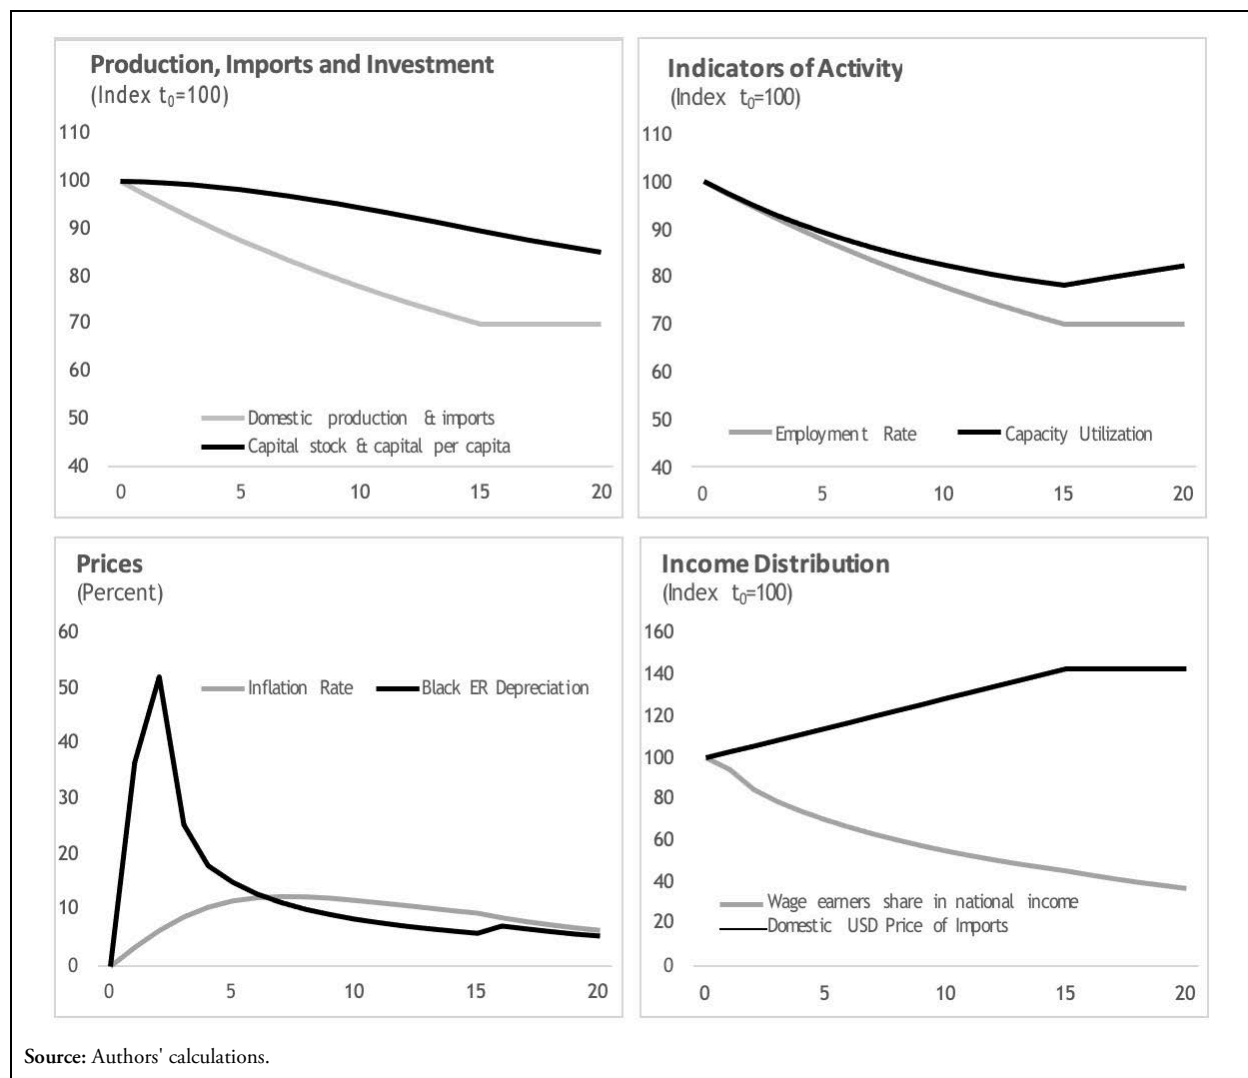 Production, Imports and Investment
(Index t₀=100)
110
100
90
80
70
60
50
40
Domestic production & imports
Capital stock & capital per capita
0 5 10 15 20
Indicators of Activity
(Index t₀=100)
110
100
90
80
70
60
50
40
Employment Rate Capacity Utilization
0 5 10 15 20
Prices
(Percent)
60
50
40
30
20
10
0
Inflation Rate Black ER Depreciation
0 5 10 15 20
Income Distribution
(Index t₀=100)
160
140
120
100
80
60
40
20
0
Wage earners share in national income
Domestic USD Price of Imports
0 5 10 15 20
Source: Authors' calculations.